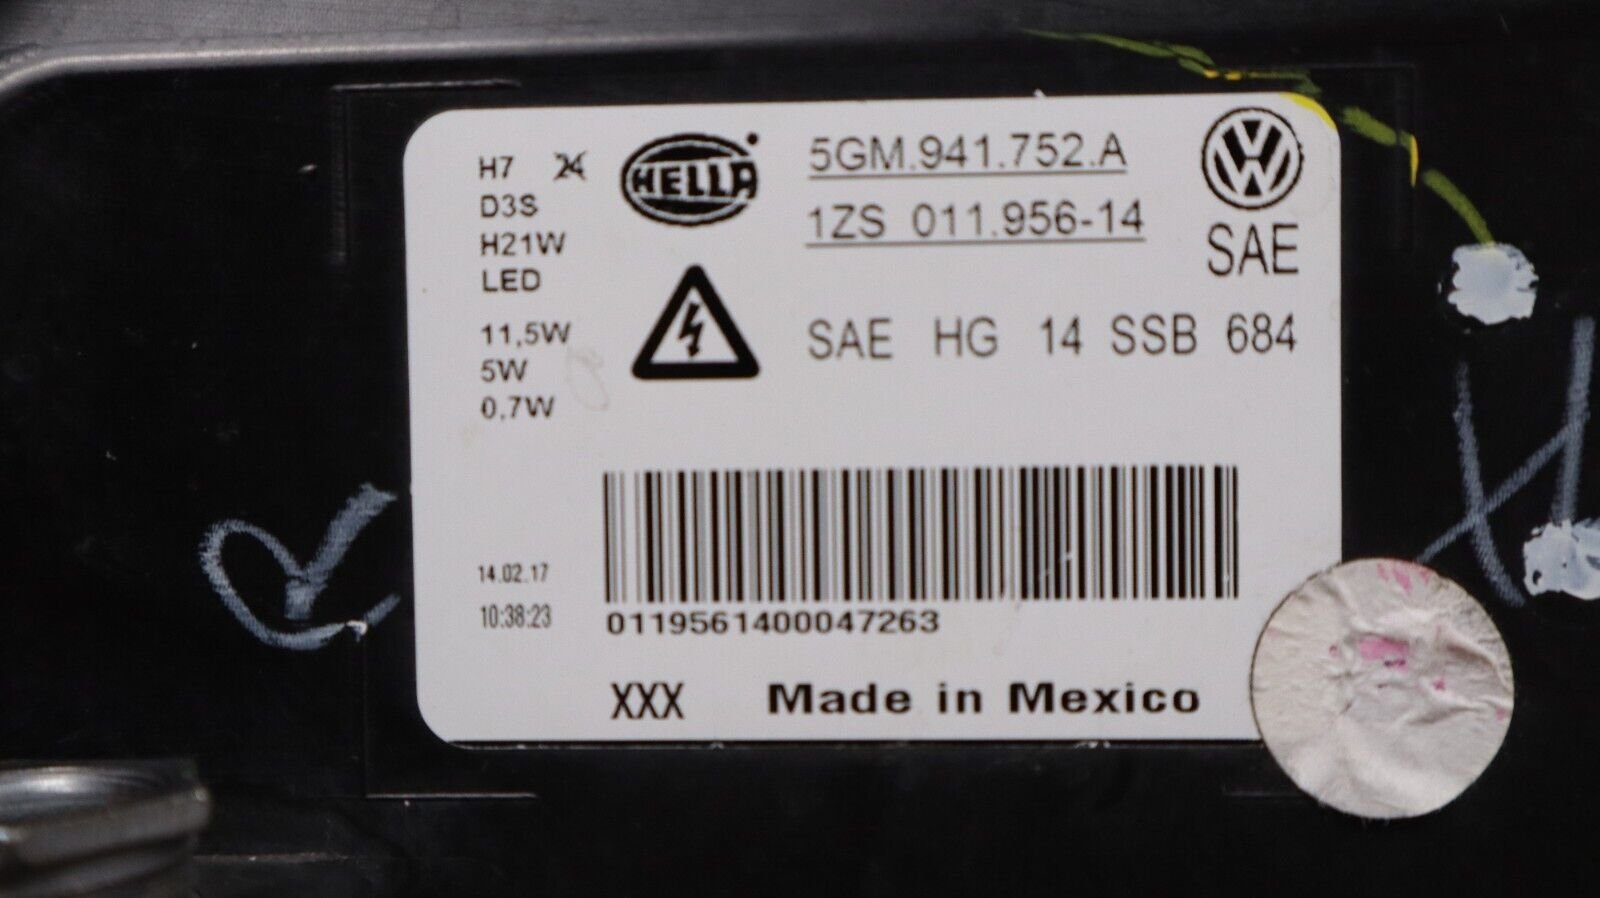 H7 24
D3S
H21W
LED
11,5W
5W
0,7W
HELLA
5GM.941.752.A
1ZS 011.956-14
VW
SAE
SAE HG 14 SSB 684
14.02.17
10:38:23
0119561400047263
XXX Made in Mexico